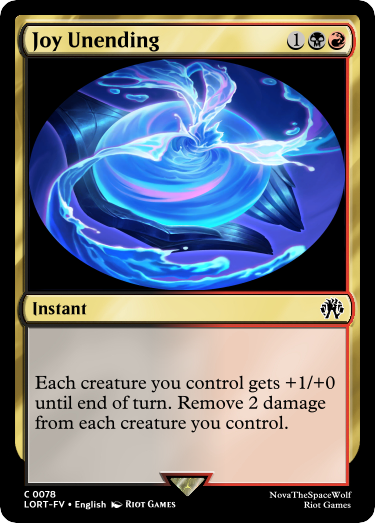 Joy Unending 1
Instant
Each creature you control gets +1/+0
until end of turn. Remove 2 damage
from each creature you control.
C 0078
LORT-FV • English RIOT GAMES
NovaTheSpaceWolf
Riot Games